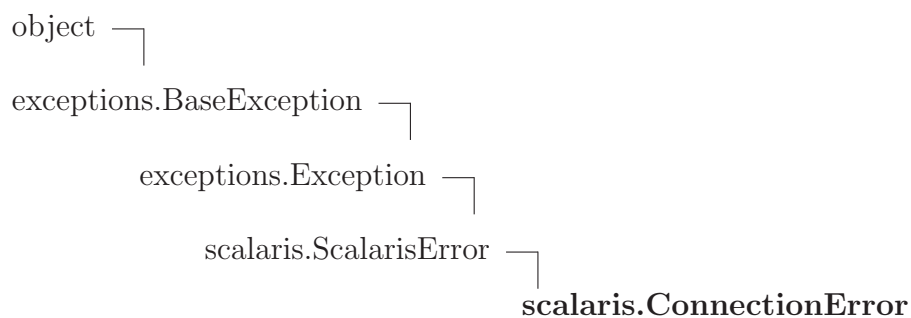 object
exceptions.BaseException
exceptions.Exception
scalaris.ScalarisError
scalaris.ConnectionError